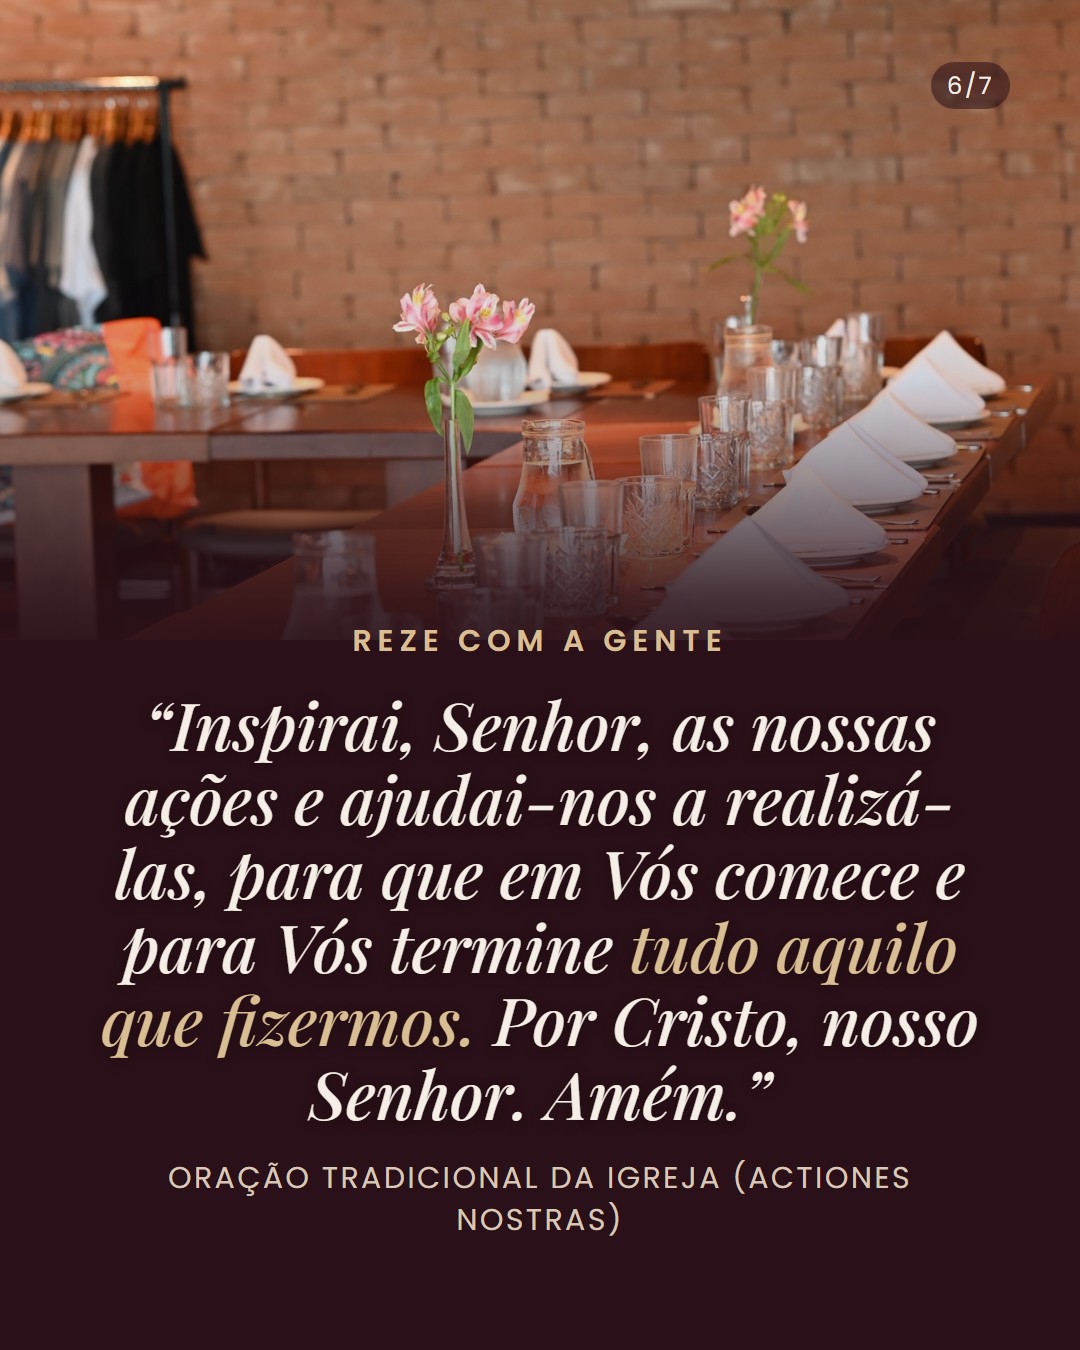 6/7
REZE COM A GENTE
“Inspirai, Senhor, as nossas
ações e ajudai-nos a realizá-
las, para que em Vós comece e
para Vós termine tudo aquilo
que fizermos. Por Cristo, nosso
Senhor. Amém.”
ORAÇÃO TRADICIONAL DA IGREJA (ACTIONES
NOSTRAS)